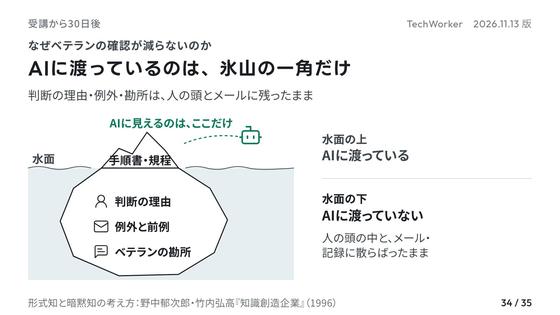 受講から30日後
TechWorker 2026.11.13 版
なぜベテランの確認が減らないのか
AIに渡っているのは、氷山の一角だけ
判断の理由・例外・勘所は、人の頭とメールに残ったまま
AIに見えるのは、ここだけ
水面
手順書・規程
判断の理由
例外と前例
ベテランの勘所
水面の上
AIに渡っている
水面の下
AIに渡っていない
人の頭の中と、メール・
記録に散らばったまま
形式知と暗黙知の考え方：野中郁次郎・竹内弘高『知識創造企業』（1996）
34 / 35